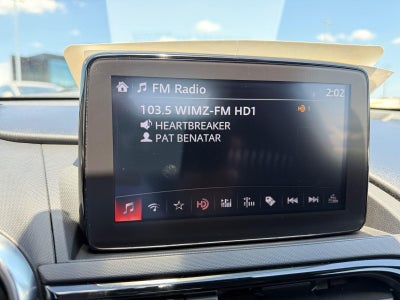 FM Radio
2:02
103.5 WIMZ-FM HD1
HEARTBREAKER
PAT BENATAR